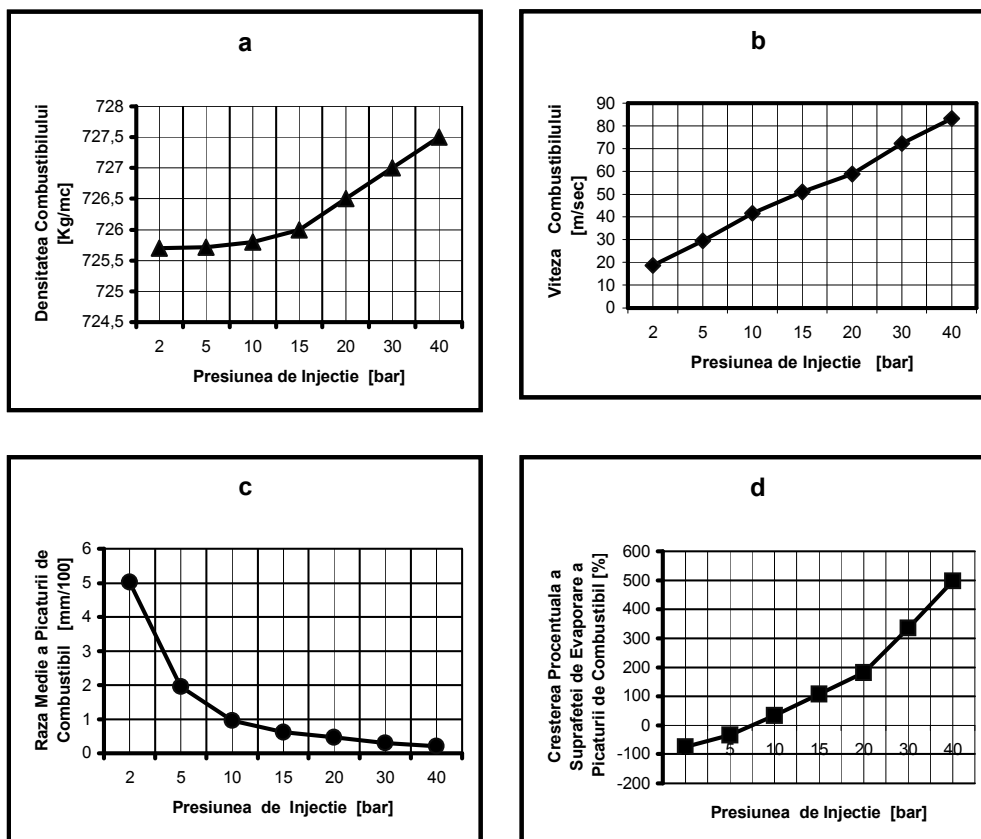 a
Densitatea Combustibilului
[Kg/mc]
728
727,5
727
726,5
726
725,5
725
724,5
2 5 10 15 20 30 40
Presiunea de Injectie [bar]
b
Viteza Combustibilului
[m/sec]
90
80
70
60
50
40
30
20
10
0
2 5 10 15 20 30 40
Presiunea de Injectie [bar]
c
Raza Medie a Picaturii de
Combustibil [mm/100]
6
5
4
3
2
1
0
2 5 10 15 20 30 40
Presiunea de Injectie [bar]
d
Cresterea Procentuala a
Suprafetei de Evaporare a
Picaturii de Combustibil [%]
600
500
400
300
200
100
0
-100
-200
5 10 15 20 30 40
Presiunea de Injectie [bar]